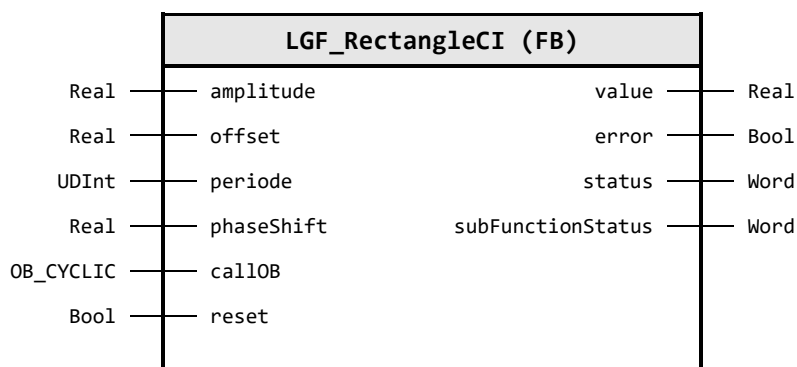 LGF_RectangleCI (FB)
Real amplitude value Real
Real offset error Bool
UDInt periode status Word
Real phaseShift subFunctionStatus Word
OB_CYCLIC callOB
Bool reset